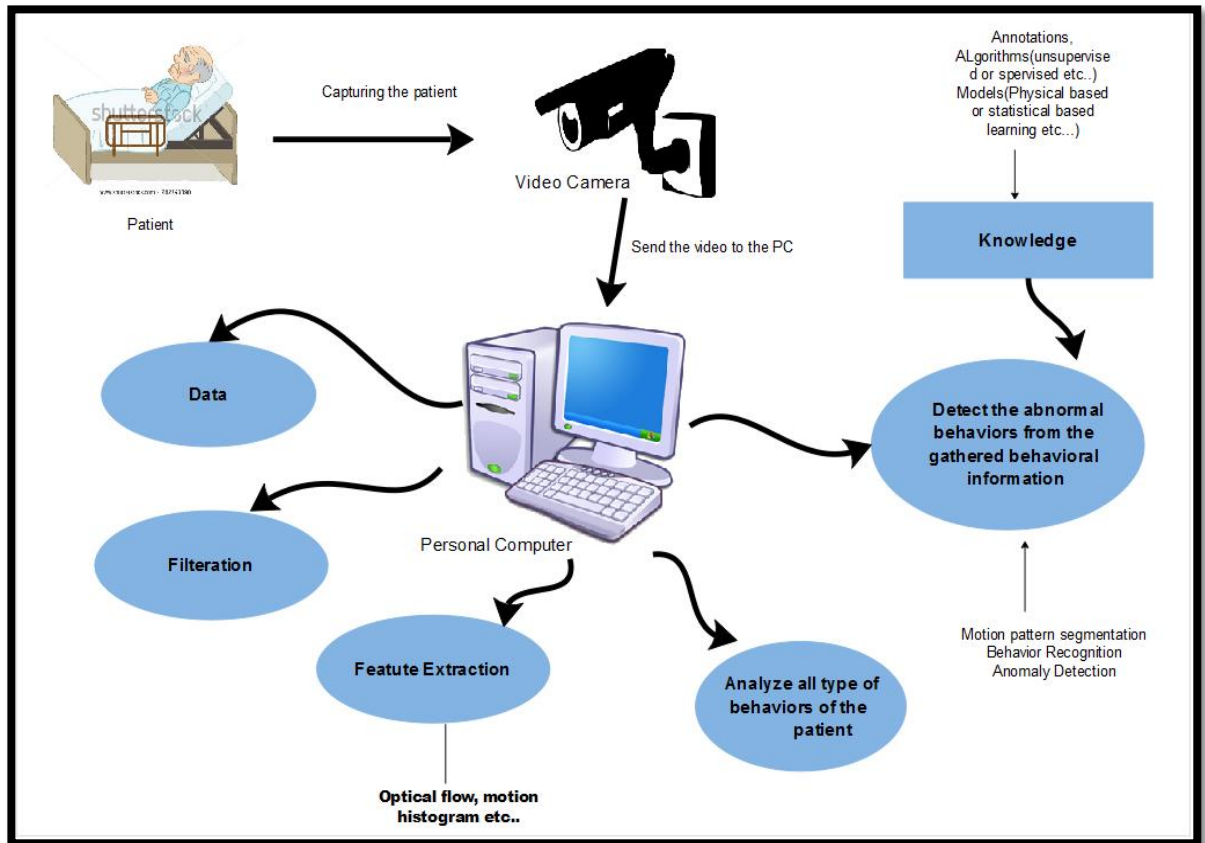 Annotations,
ALgorithms(unsupervise
d or spervised etc..)
Models(Physical based
or statistical based
learning etc...)
Capturing the patient
shutterstock
Video Camera
Patient
Knowledge
Send the video to the PC
Data
Detect the abnormal
behaviors from the
gathered behavioral
information
Personal Computer
Filteration
Motion pattern segmentation
Behavior Recognition
Anomaly Detection
Featute Extraction
Analyze all type of
behaviors of the
patient
Optical flow, motion
histogram etc..